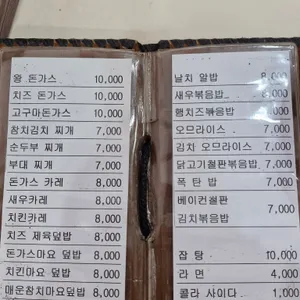 왕 돈가스 10,000
치즈 돈가스 10,000
고구마돈가스 10,000
참치김치 찌개 7,000
순두부 찌개 7,000
부대 찌개 7,000
돈가스 카레 8,000
새우카레 8,000
치킨카레 8,000
치즈 제육덮밥 8,000
돈가스마요 덮밥 8,000
치킨마요 덮밥 8,000
매운참치마요덮밥 8,000
날치 알밥 8,000
새우볶음밥 8,000
햄치즈볶음밥 7,000
오므라이스 7,000
김치 오므라이스 7,000
닭고기철판볶음밥 7,000
폭탄 밥 7,000
베이컨철판 7,000
김치볶음밥
잡탕 10,000
라면 4,000
콜라 사이다 1,000